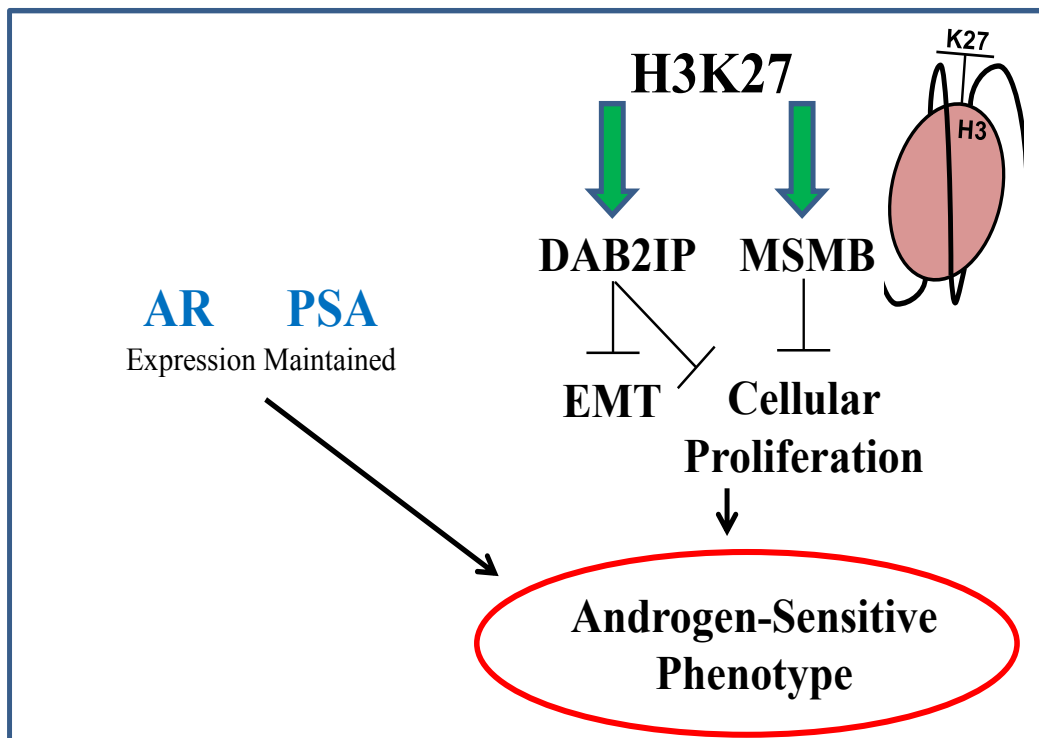 H3K27
K27
H3
DAB2IP MSMB
AR PSA
Expression Maintained
EMT
Cellular
Proliferation
Androgen-Sensitive
Phenotype